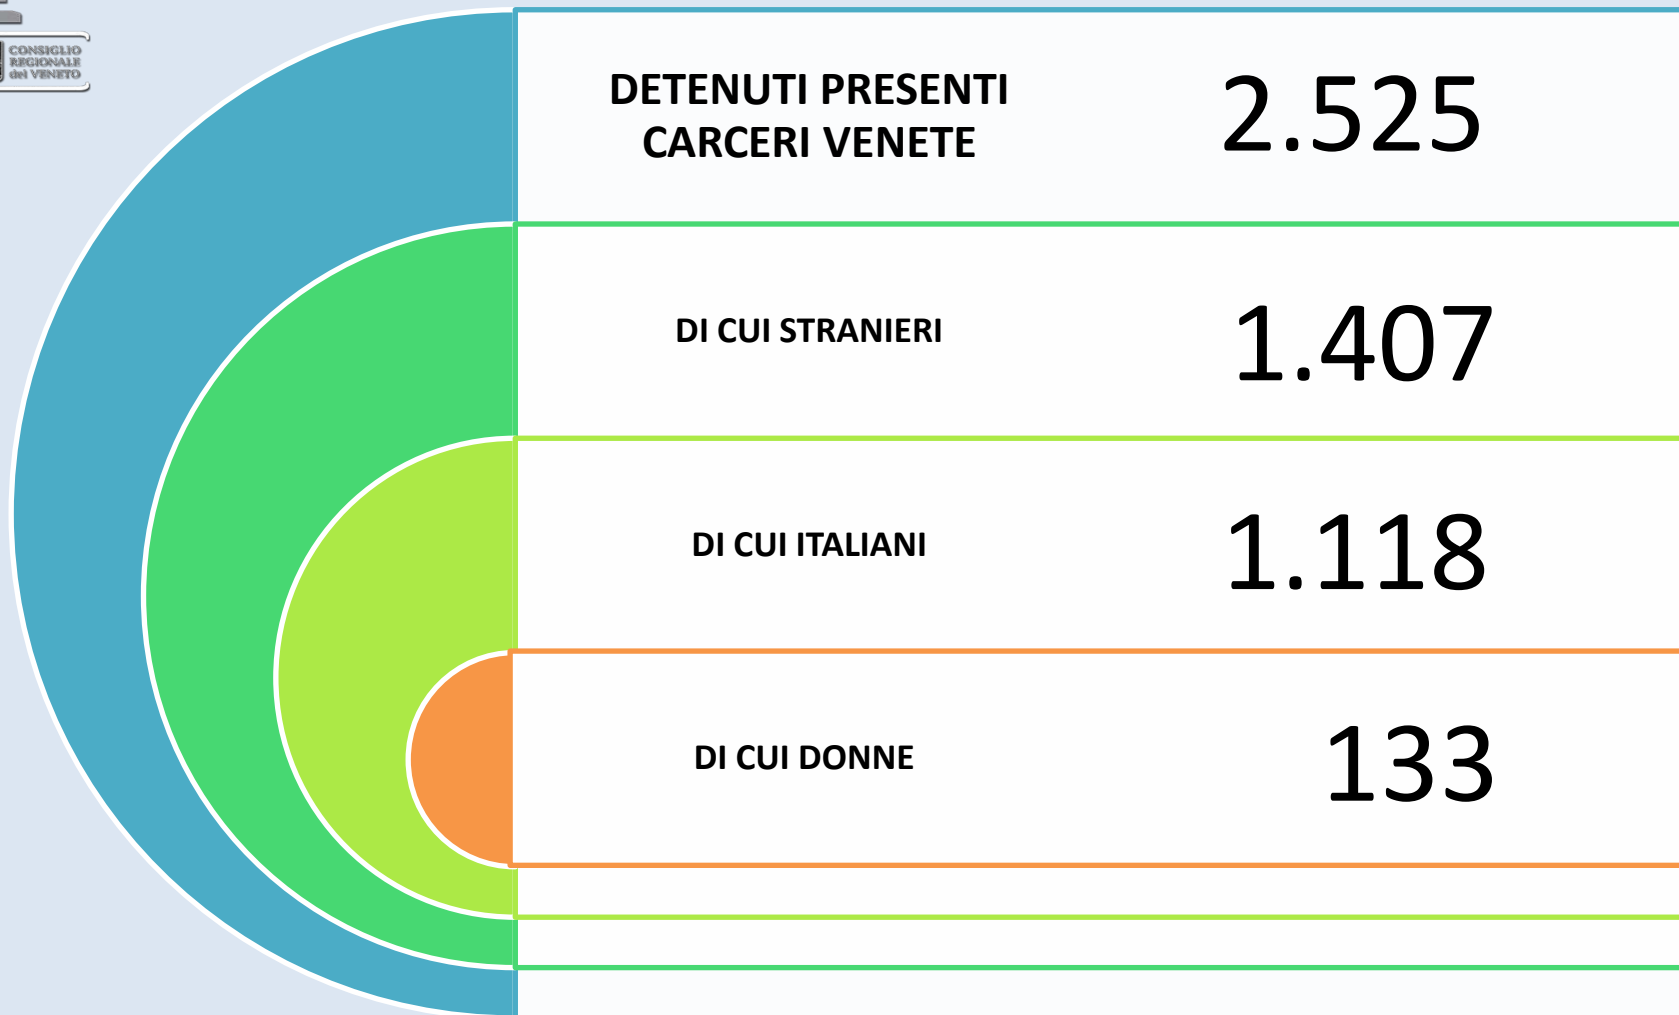 CONSIGLIO
REGIONALE
del VENETO
DETENUTI PRESENTI
CARCERI VENETE
2.525
DI CUI STRANIERI
1.407
DI CUI ITALIANI
1.118
DI CUI DONNE
133